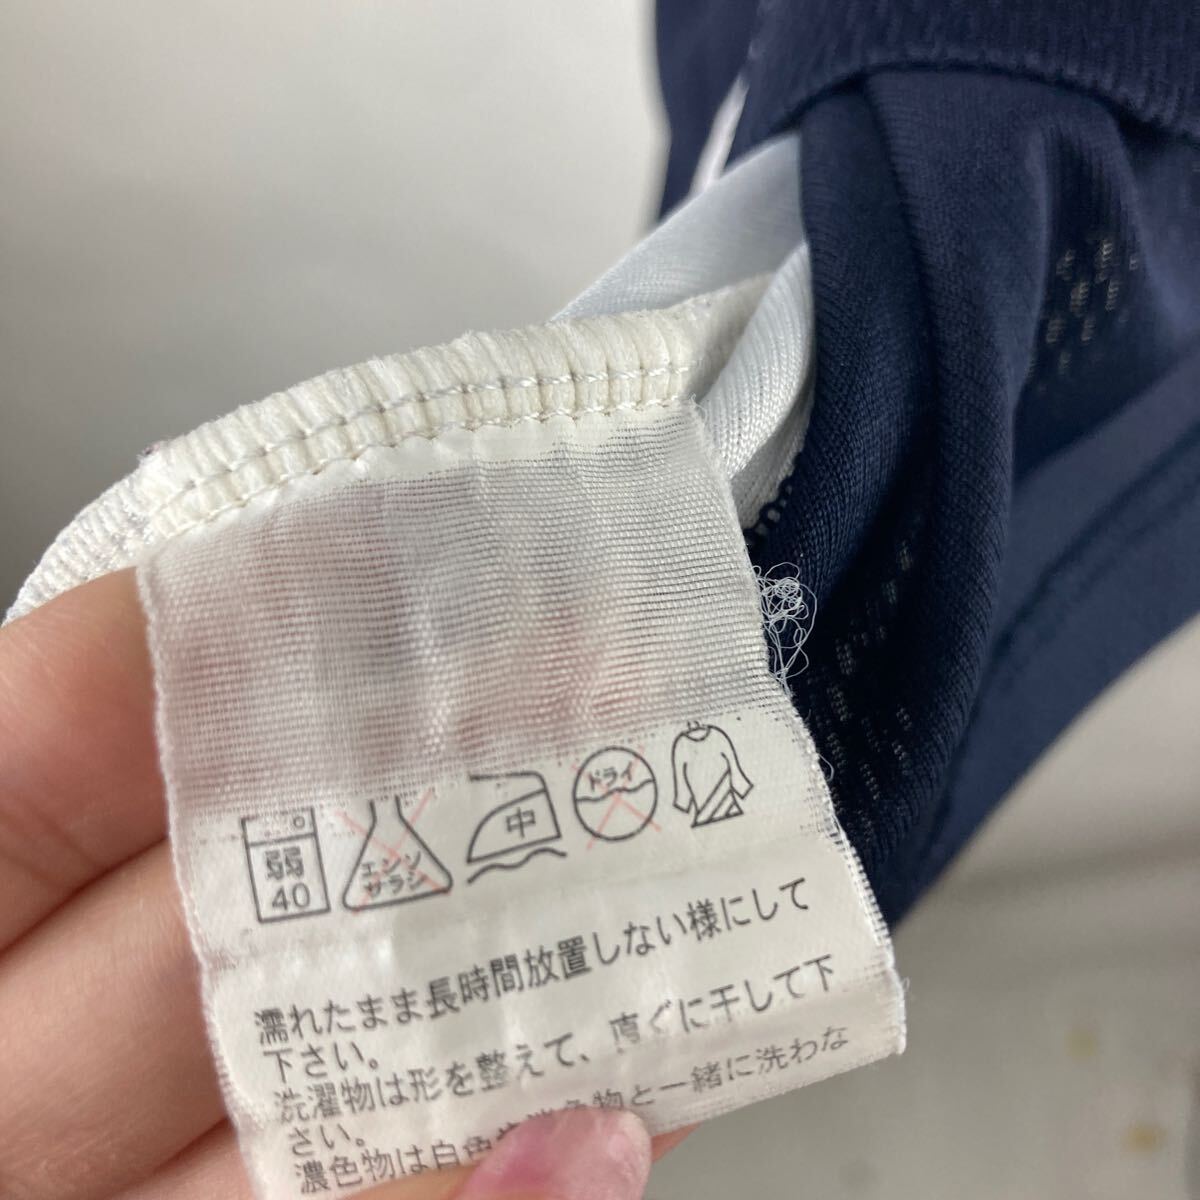 弱 エンソ 中 ドライ
40 サラシ
濡れたまま長時間放置しない様にして
下さい。
洗濯物は形を整えて、直ぐに干して下
さい。
濃色物は白色や淡色物と一緒に洗わな